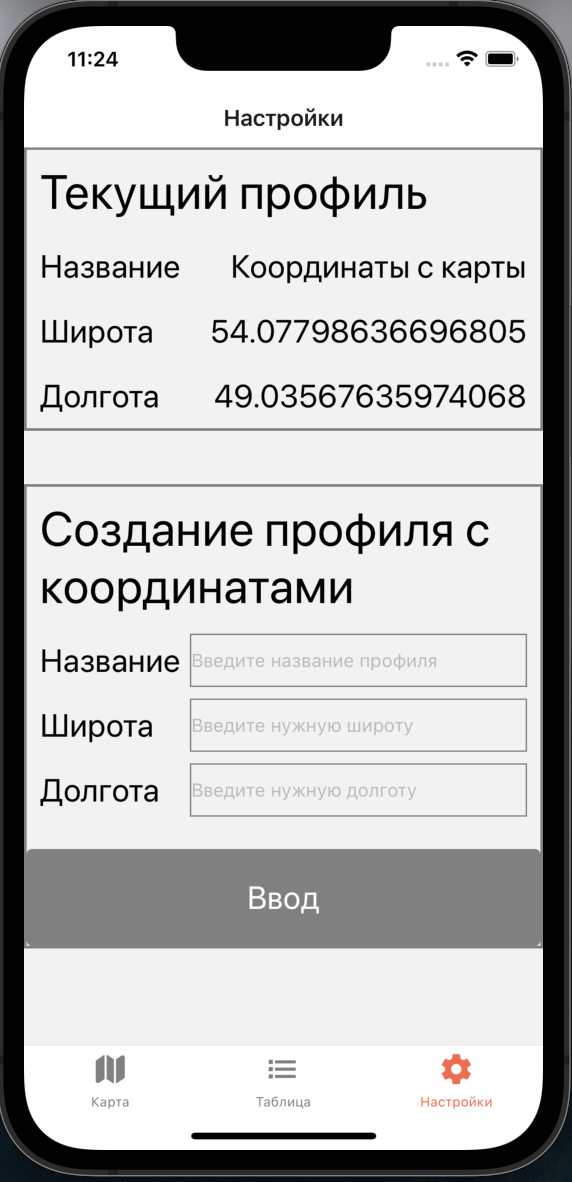 11:24
Настройки
Текущий профиль
Название Координаты с карты
Широта 54.07798636696805
Долгота 49.03567635974068
Создание профиля с
координатами
Название Введите название профиля
Широта Введите нужную широту
Долгота Введите нужную долготу
Ввод
Карта Таблица Настройки